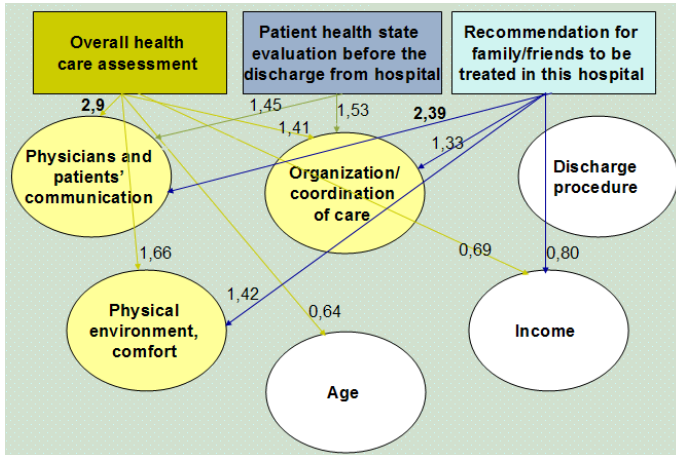 Overall health
care assessment
Patient health state
evaluation before the
discharge from hospital
Recommendation for
family/friends to be
treated in this hospital
2,9
1,45
1,53
1,41
2,39
1,33
Physicians and
patients'
communication
Organization/
coordination
of care
Discharge
procedure
1,66
1,42
0,64
0,69
0,80
Physical
environment,
comfort
Age
Income